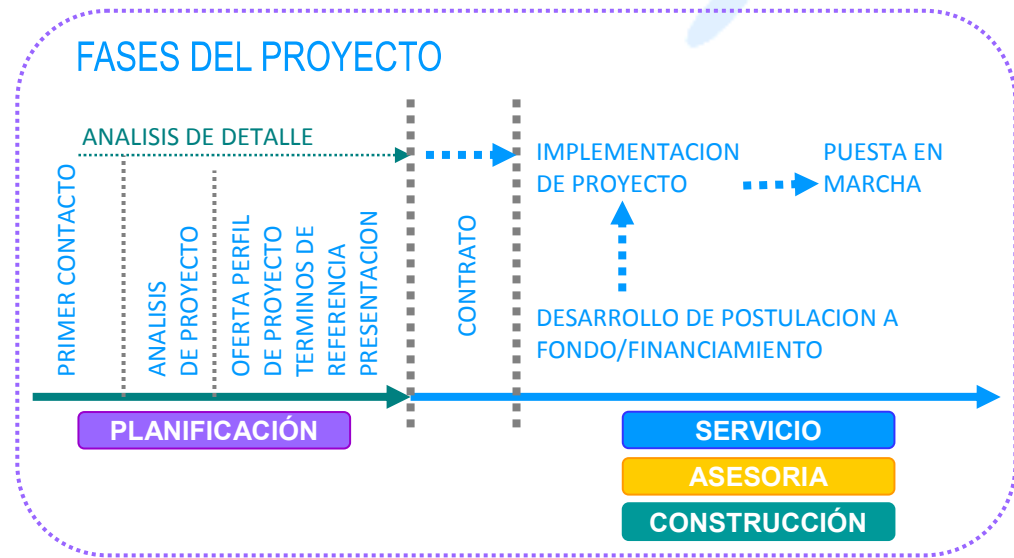 FASES DEL PROYECTO
ANALISIS DE DETALLE
PRIMER CONTACTO
ANALISIS
DE PROYECTO
OFERTA PERFIL
DE PROYECTO
TERMINOS DE
REFERENCIA
PRESENTACION
CONTRATO
IMPLEMENTACION
DE PROYECTO
PUESTA EN
MARCHA
DESARROLLO DE POSTULACION A
FONDO/FINANCIAMIENTO
PLANIFICACIÓN
SERVICIO
ASESORIA
CONSTRUCCIÓN